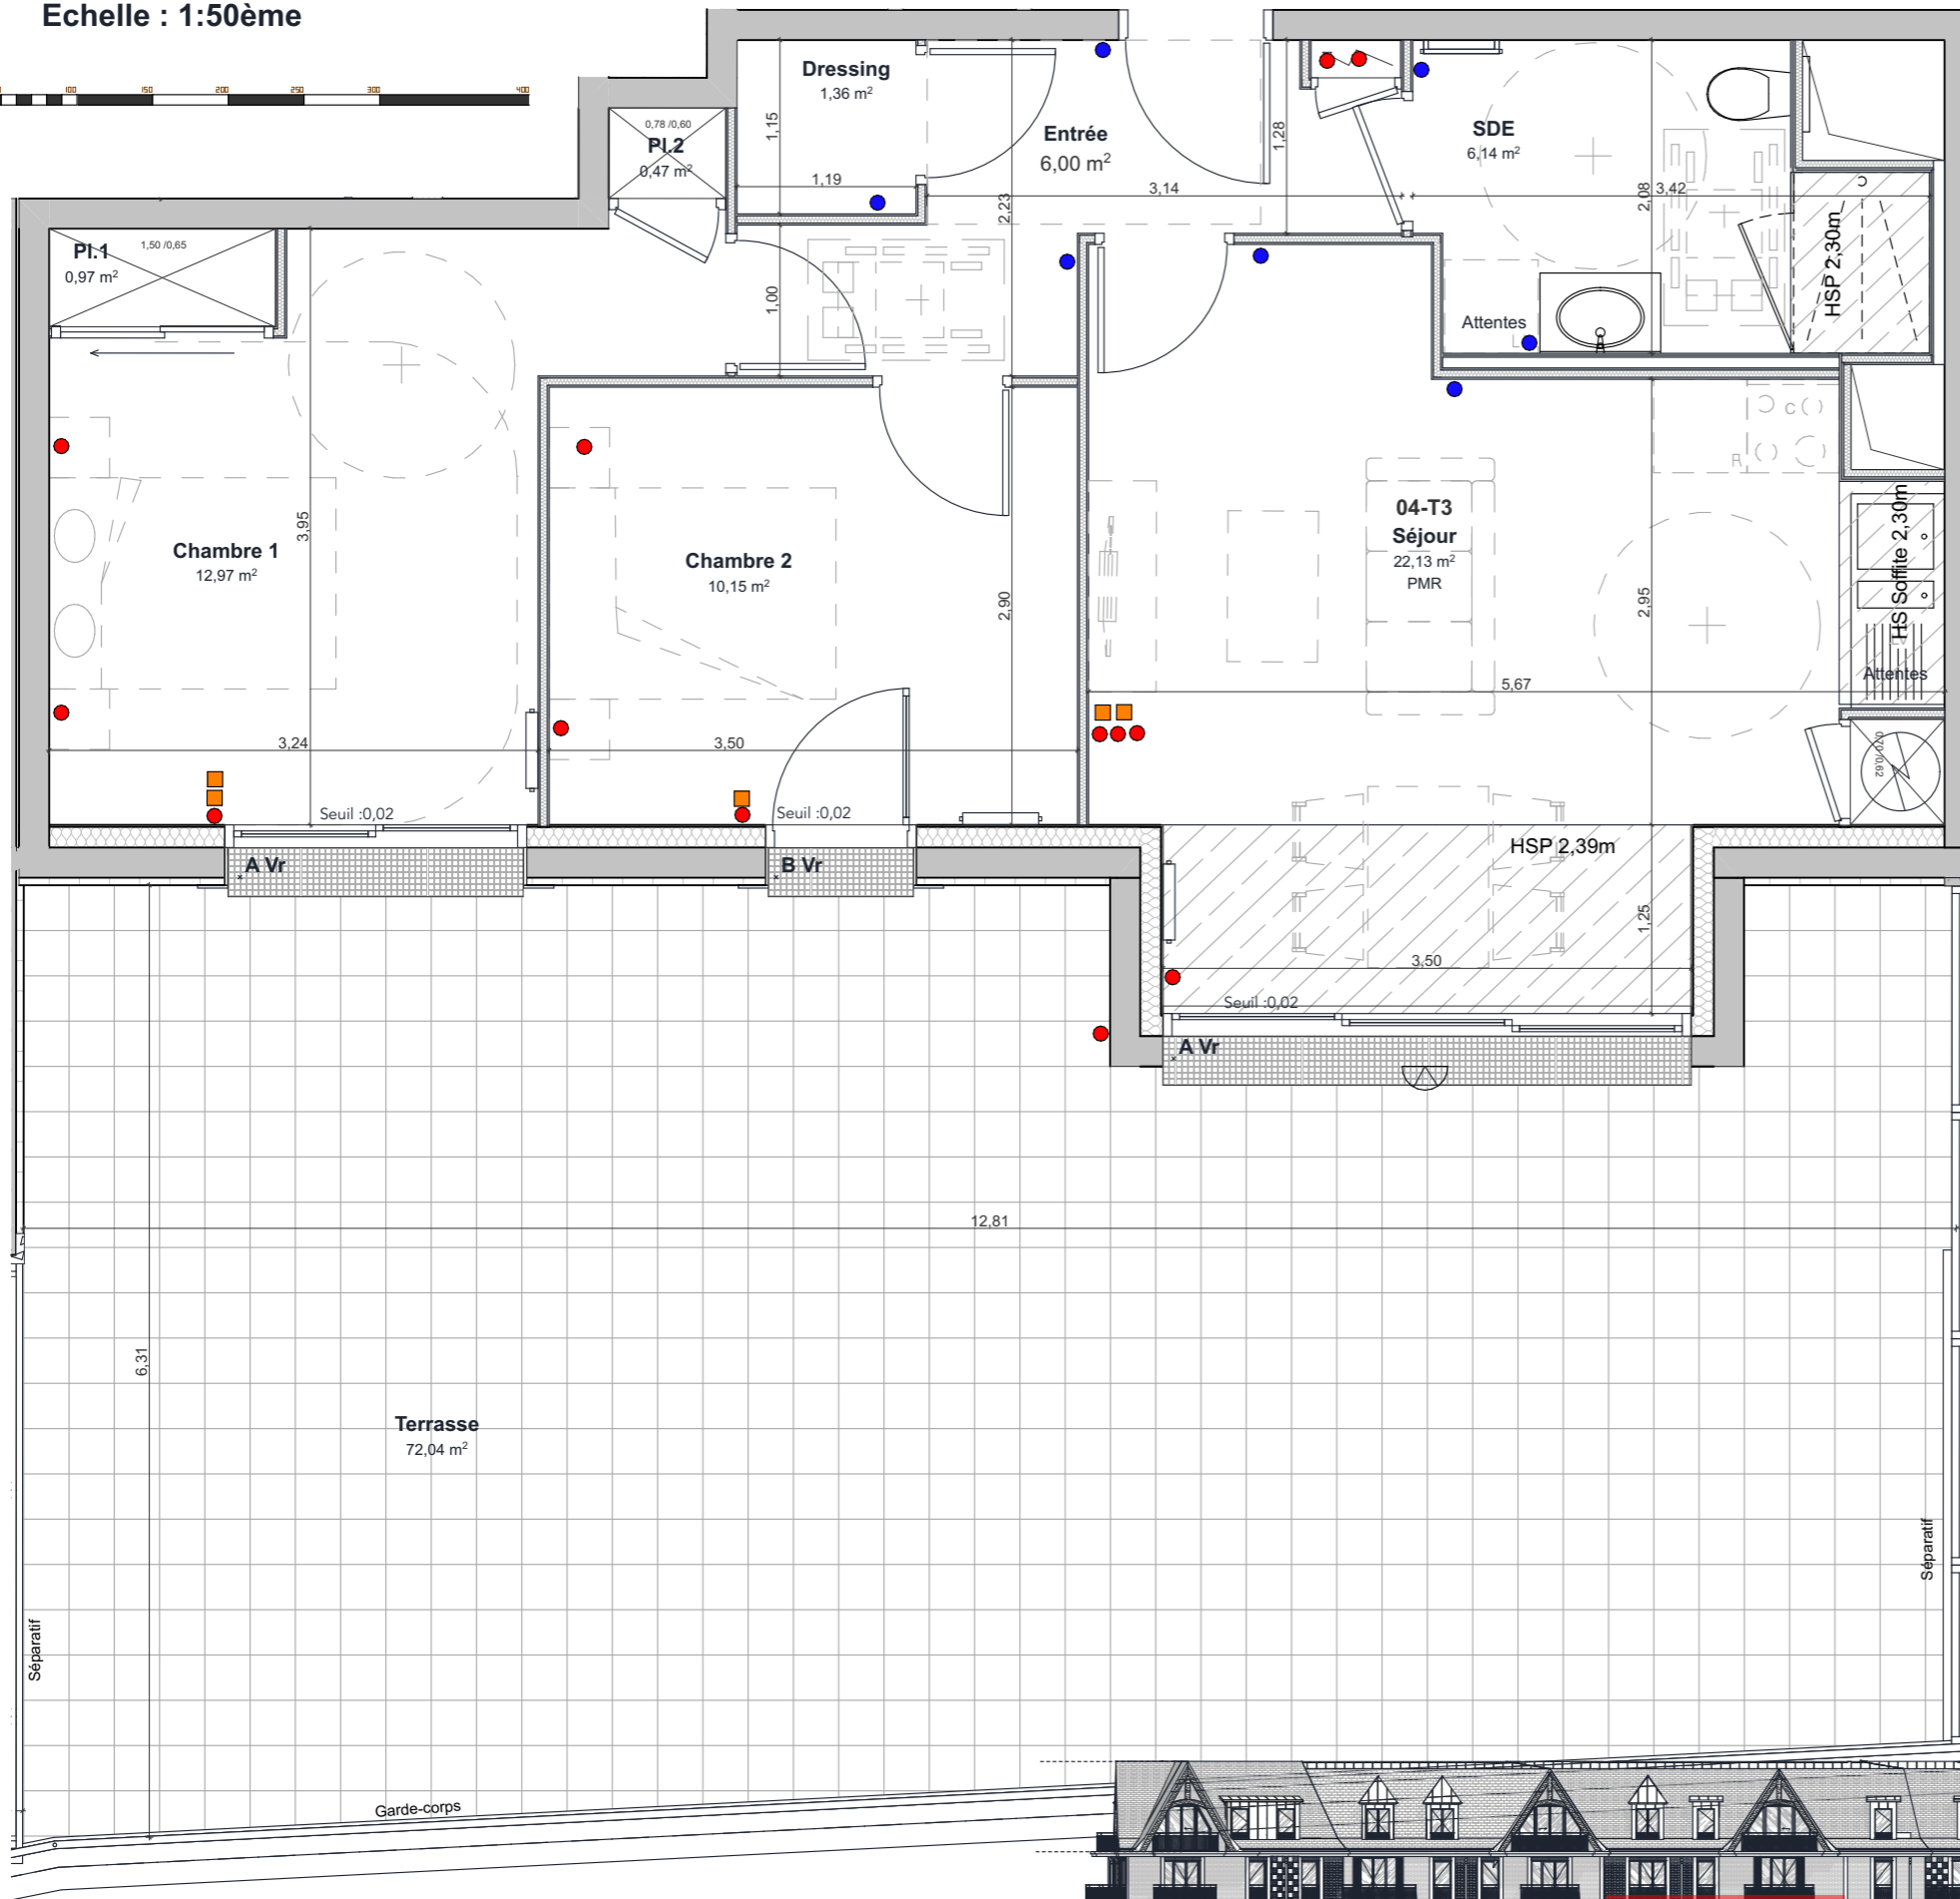 Echelle : 1:50ème
100 150 200 250 300 400
Dressing
1,36 m²
1,15
1,19
Entrée
6,00 m²
1,28
3,14
2,23
SDE
6,14 m²
2,08
3,42
HSP 2,30m
Attentes
0,78 /0,60
Pl.2
0,47 m²
Pl.1
0,97 m²
1,50 /0,65
1,00
Chambre 1
12,97 m²
3,95
3,24
Seuil :0,02
A Vr
Chambre 2
10,15 m²
2,90
3,50
Seuil :0,02
B Vr
04-T3
Séjour
22,13 m²
PMR
2,95
5,67
C
R
HS Soffite 2,30m
Attentes
0,70 /0,62
HSP 2,39m
1,25
3,50
Seuil :0,02
A Vr
12,81
6,31
Terrasse
72,04 m²
Séparatif
Séparatif
Garde-corps